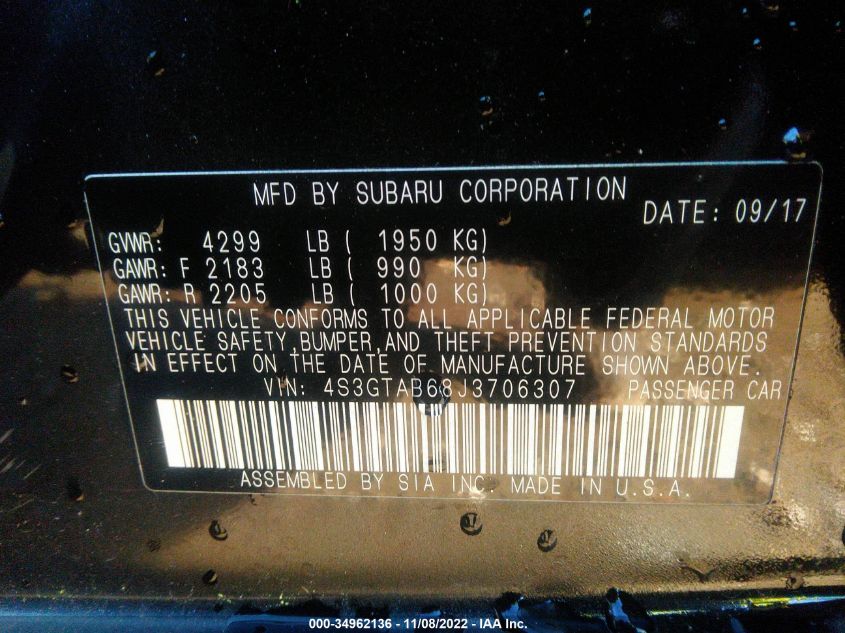 MFD BY SUBARU CORPORATION
DATE: 09/17
GVWR: 4299 LB ( 1950 KG)
GAWR: F 2183 LB ( 990 KG)
GAWR: R 2205 LB ( 1000 KG)
THIS VEHICLE CONFORMS TO ALL APPLICABLE FEDERAL MOTOR
VEHICLE SAFETY,BUMPER,AND THEFT PREVENTION STANDARDS
IN EFFECT ON THE DATE OF MANUFACTURE SHOWN ABOVE.
VIN: 4S3GTAB68J3706307 PASSENGER CAR
ASSEMBLED BY SIA INC. MADE IN U.S.A.
000-34962136 - 11/08/2022 - IAA Inc.